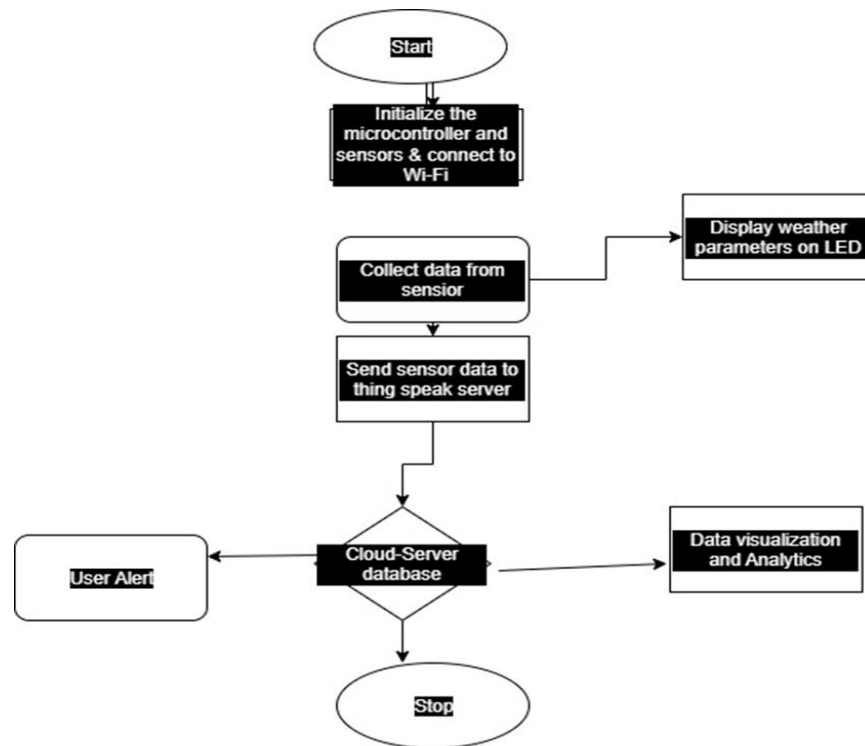 Start
Initialize the
microcontroller and
sensors & connect to
Wi-Fi
Display weather
parameters on LED
Collect data from
sensior
Send sensor data to
thing speak server
Cloud-Server
database
User Alert
Data visualization
and Analytics
Stop